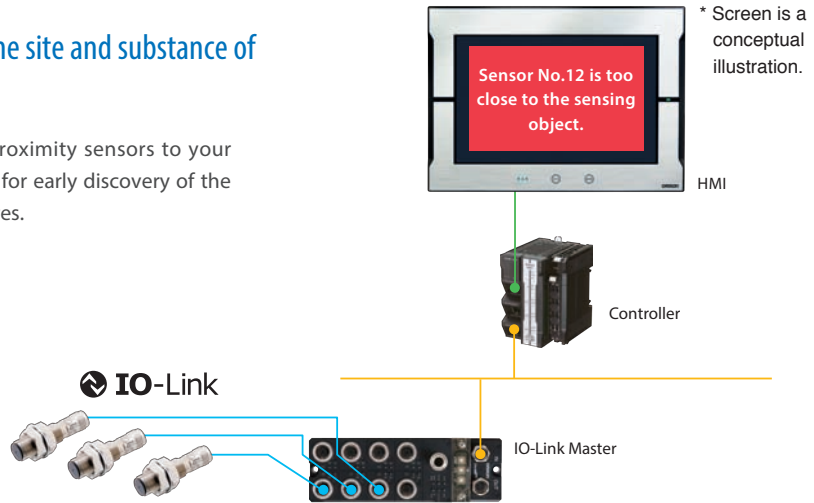 he site and substance of
roximity sensors to your
for early discovery of the
es.
* Screen is a
conceptual
illustration.
Sensor No.12 is too
close to the sensing
object.
HMI
Controller
IO-Link
IO-Link Master